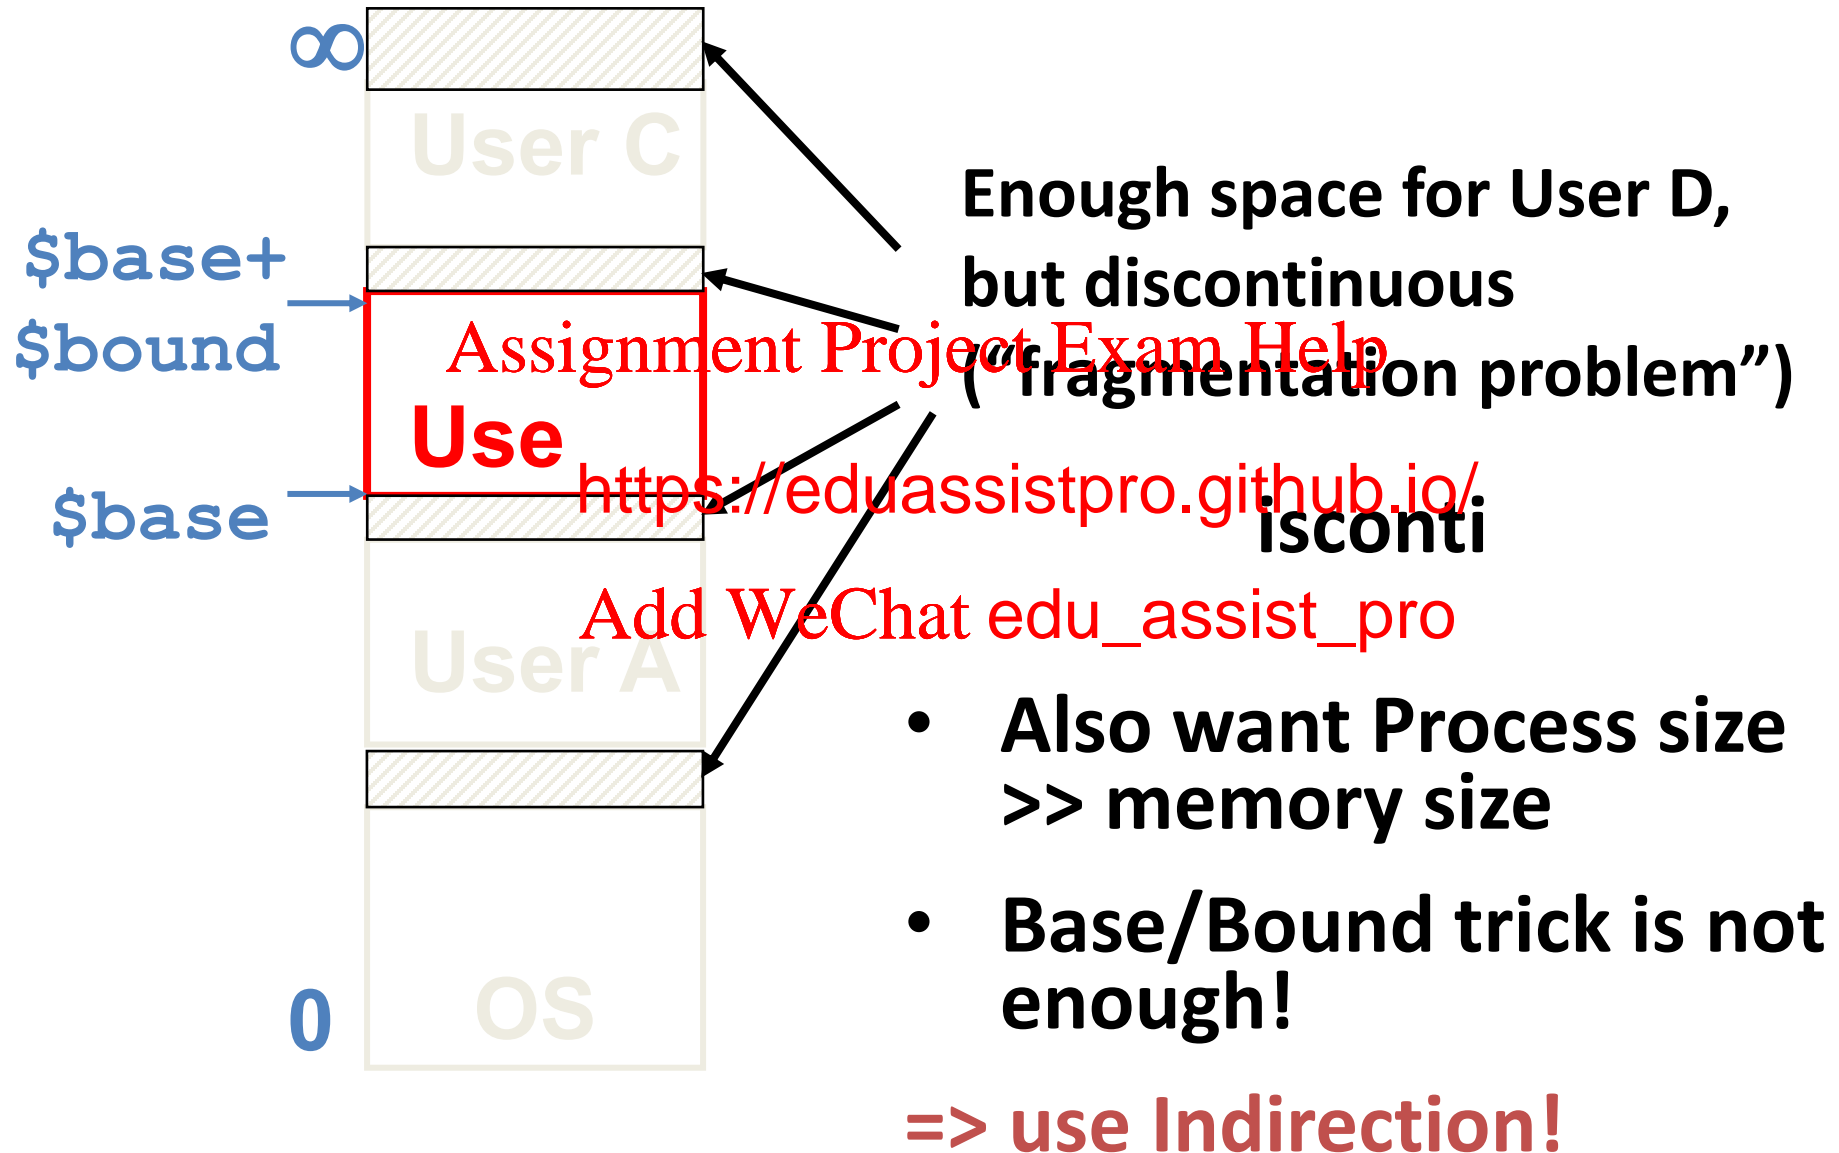 ∞
User C
$base+
$bound
Use
$base
User A
0
OS
Enough space for User D,
but discontinuous
(“fragmentation problem”)
Assignment Project Exam Help
https://eduassistpro.github.io/
isconti
Add WeChat edu_assist_pro
• Also want Process size
>> memory size
• Base/Bound trick is not
enough!
=> use Indirection!